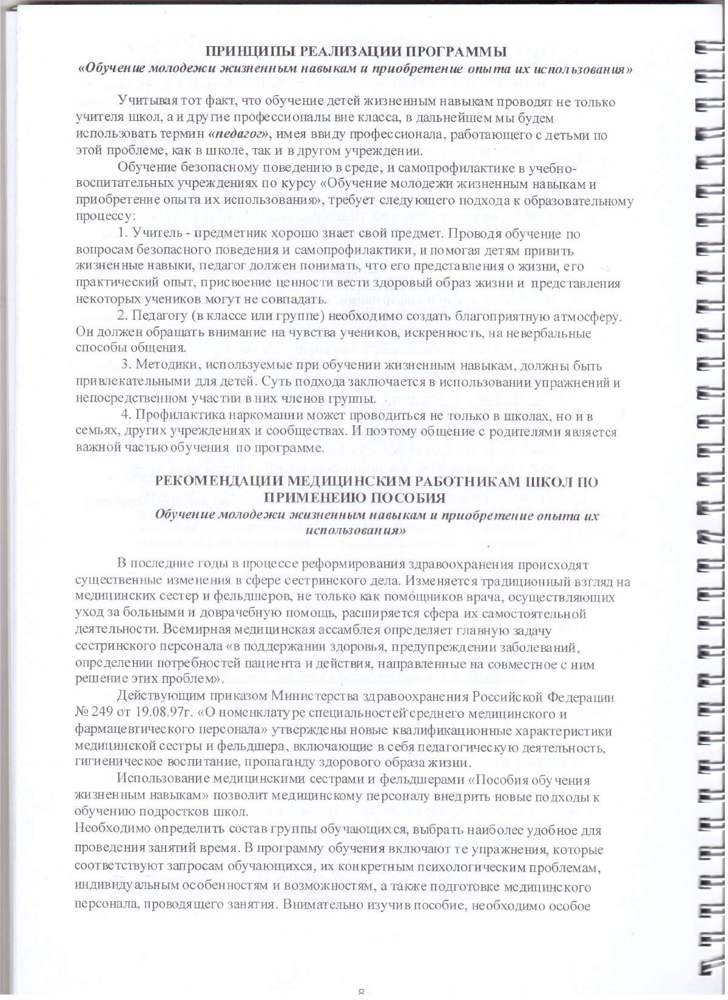 ПРИНЦИПЫ РЕАЛИЗАЦИИ ПРОГРАММЫ
«Обучение молодежи жизненным навыкам и приобретение опыта их использования»
Учитывая тот факт, что обучение детей жизненным навыкам проводят не только
учителя школ, а и другие профессионалы вне класса, в дальнейшем мы будем
использовать термин «педагог», имея ввиду профессионала, работающего с детьми по
этой проблеме, как в школе, так и в другом учреждении.
Обучение безопасному поведению в среде, и самопрофилактике в учебно-
воспитательных учреждениях по курсу «Обучение молодежи жизненным навыкам и
приобретение опыта их использования», требует следующего подхода к образовательному
процессу:
1. Учитель - предметник хорошо знает свой предмет. Проводя обучение по
вопросам безопасного поведения и самопрофилактики, и помогая детям привить
жизненные навыки, педагог должен понимать, что его представления о жизни, его
практический опыт, присвоение ценности вести здоровый образ жизни и представления
некоторых учеников могут не совпадать.
2. Педагогу (в классе или группе) необходимо создать благоприятную атмосферу.
Он должен обращать внимание на чувства учеников, искренность, на невербальные
способы общения.
3. Методики, используемые при обучении жизненным навыкам, должны быть
привлекательными для детей. Суть подхода заключается в использовании упражнений и
непосредственном участии в них членов группы.
4. Профилактика наркомании может проводиться не только в школах, но и в
семьях, других учреждениях и сообществах. И поэтому общение с родителями является
важной частью обучения по программе.
РЕКОМЕНДАЦИИ МЕДИЦИНСКИМ РАБОТНИКАМ ШКОЛ ПО
ПРИМЕНЕИЮ ПОСОБИЯ
Обучение молодежи жизненным навыкам и приобретение опыта их
использования»
В последние годы в процессе реформирования здравоохранения происходят
существенные изменения в сфере сестринского дела. Изменяется традиционный взгляд на
медицинских сестер и фельдшеров, не только как помощников врача, осуществляющих
уход за больными и доврачебную помощь, расширяется сфера их самостоятельной
деятельности. Всемирная медицинская ассамблея определяет главную задачу
сестринского персонала «в поддержании здоровья, предупреждении заболеваний,
определении потребностей пациента и действия, направленные на совместное с ним
решение этих проблем».
Действующим приказом Министерства здравоохранения Российской Федерации
№ 249 от 19.08.97г. «О номенклатуре специальностей среднего медицинского и
фармацевтического персонала» утверждены новые квалификационные характеристики
медицинской сестры и фельдшера, включающие в себя педагогическую деятельность,
гигиеническое воспитание, пропаганду здорового образа жизни.
Использование медицинскими сестрами и фельдшерами «Пособия обучения
жизненным навыкам» позволит медицинскому персоналу внедрить новые подходы к
обучению подростков школ.
Необходимо определить состав группы обучающихся, выбрать наиболее удобное для
проведения занятий время. В программу обучения включают те упражнения, которые
соответствуют запросам обучающихся, их конкретным психологическим проблемам,
индивидуальным особенностям и возможностям, а также подготовке медицинского
персонала, проводящего занятия. Внимательно изучив пособие, необходимо особое
8